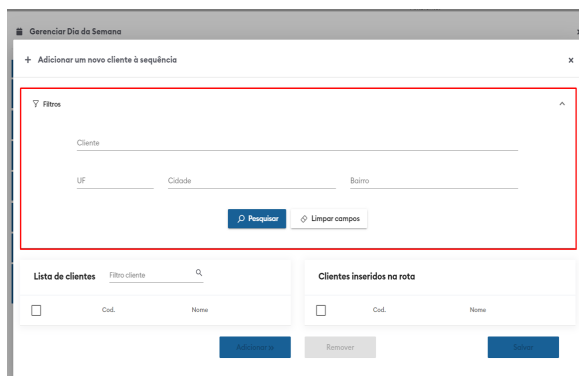 Gerenciar Dia da Semana
+ Adicionar um novo cliente à sequência x
Filtros
Cliente
UF Cidade Bairro
Pesquisar Limpar campos
Lista de clientes Filtro cliente Clientes inseridos na rota
Cod. Nome Cod. Nome
Remover Salvar